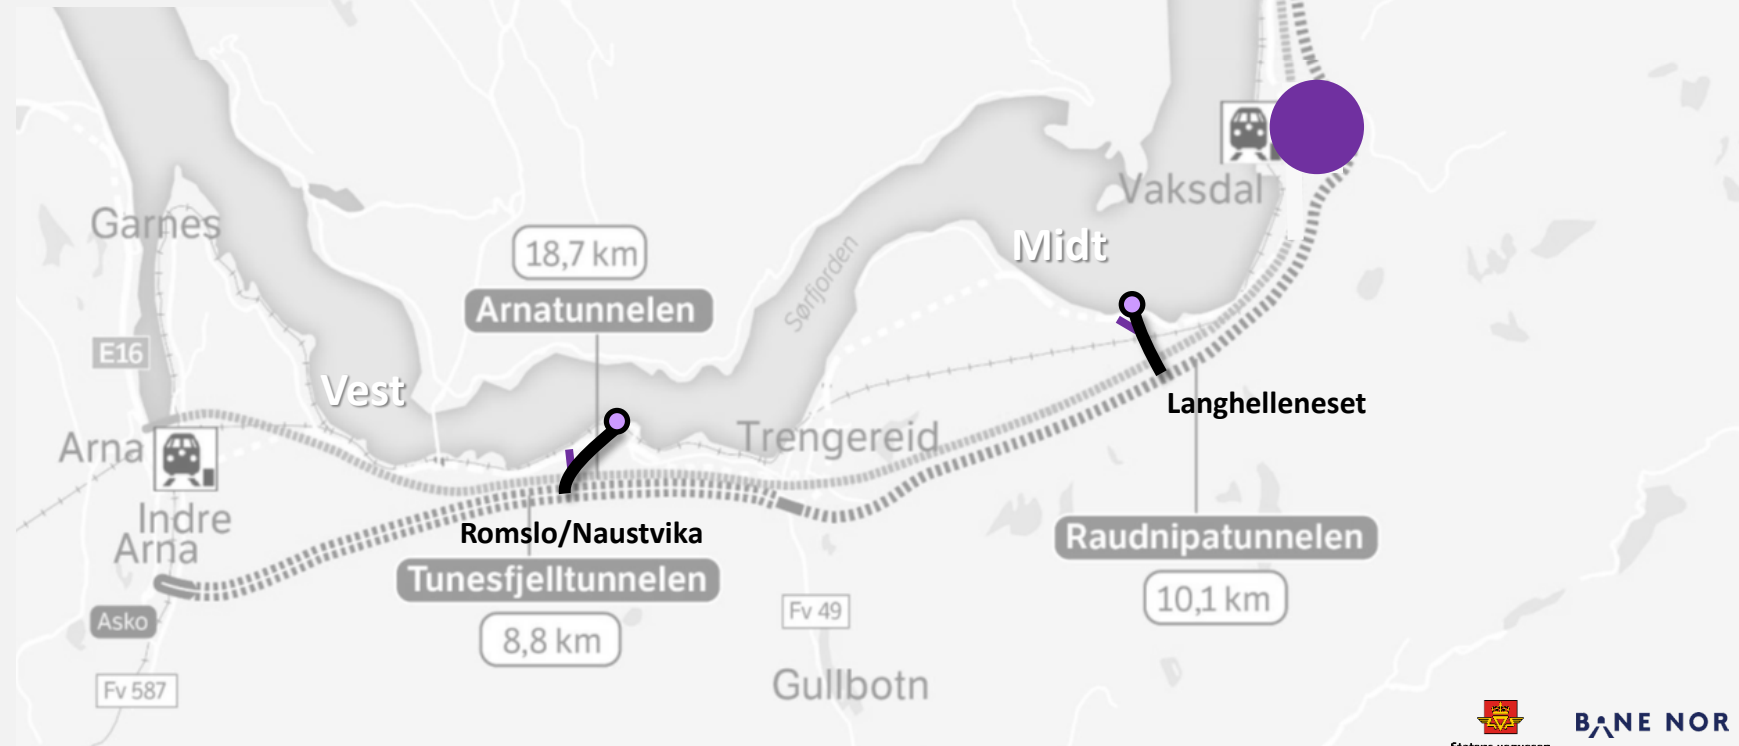 Vaksdal
Garnes
Midt
18,7 km
Sørfjorden
Arnatunnelen
E16
Vest
Langhelleneset
Arna
Trengereid
Indre
Arna
Romslo/Naustvika
Raudnipatunnelen
Tunesfjelltunnelen
10,1 km
Asko
Fv 49
8,8 km
Fv 587
Gullbotn
BANE NOR